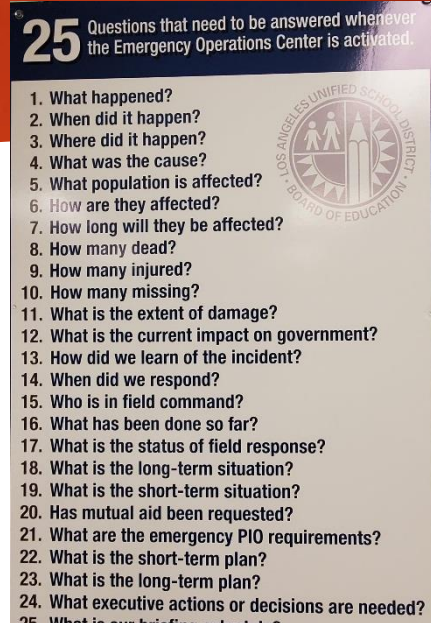 25 Questions that need to be answered whenever
the Emergency Operations Center is activated.
1. What happened?
2. When did it happen?
3. Where did it happen?
4. What was the cause?
5. What population is affected?
6. How are they affected?
7. How long will they be affected?
8. How many dead?
9. How many injured?
10. How many missing?
11. What is the extent of damage?
12. What is the current impact on government?
13. How did we learn of the incident?
14. When did we respond?
15. Who is in field command?
16. What has been done so far?
17. What is the status of field response?
18. What is the long-term situation?
19. What is the short-term situation?
20. Has mutual aid been requested?
21. What are the emergency PIO requirements?
22. What is the short-term plan?
23. What is the long-term plan?
24. What executive actions or decisions are needed?
25. What is our briefing schedule?
LOS ANGELES UNIFIED SCHOOL DISTRICT
BOARD OF EDUCATION